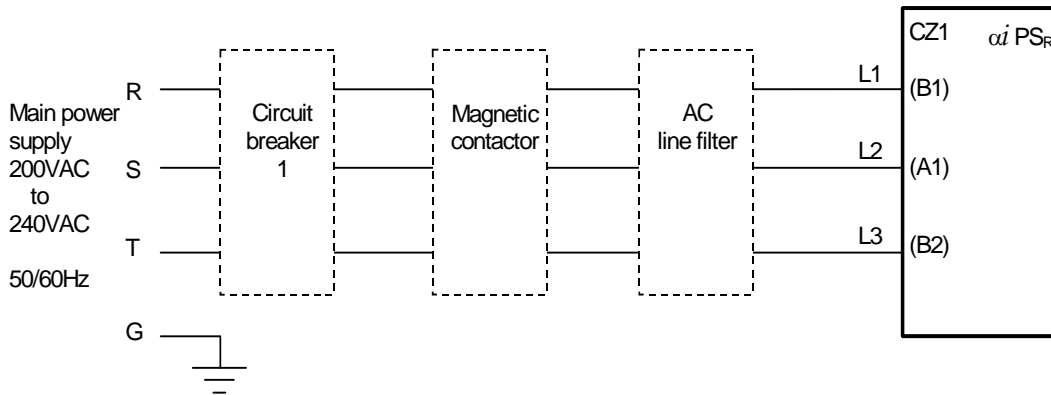 Main power
supply
200VAC
to
240VAC
50/60Hz
R
S
T
G
Circuit
breaker
1
Magnetic
contactor
AC
line filter
L1
L2
L3
CZ1
αi PSR
(B1)
(A1)
(B2)